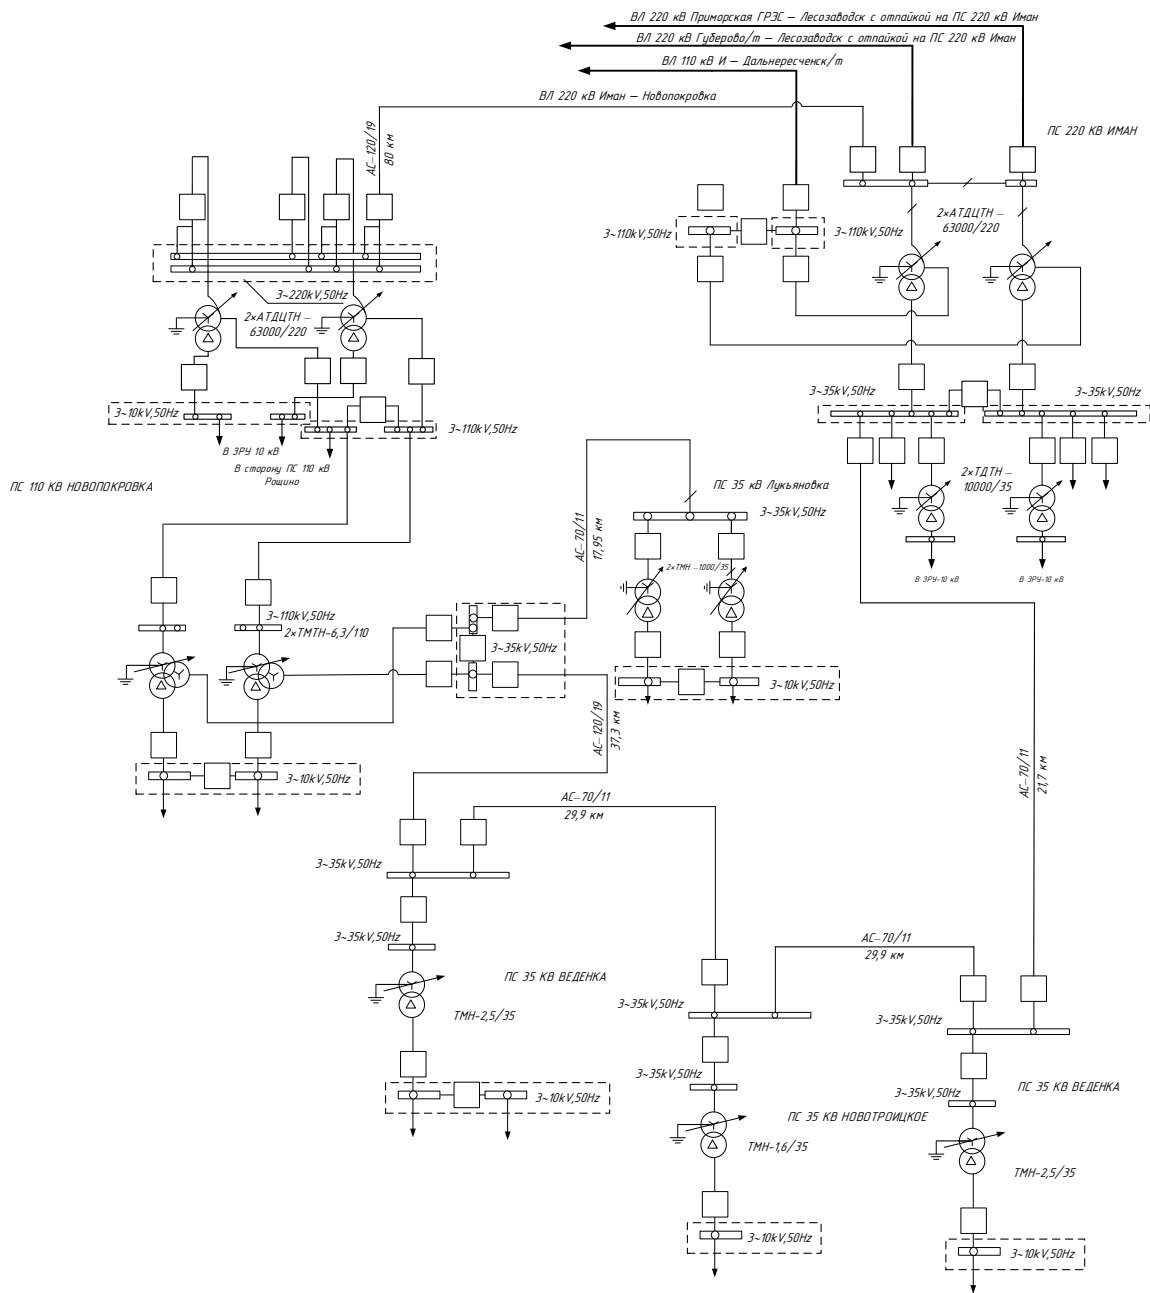 ВЛ 220 кВ Приморская ГРЭС – Лесозаводск с отпайкой на ПС 220 кВ Иман
ВЛ 220 кВ Губерово/т – Лесозаводск с отпайкой на ПС 220 кВ Иман
ВЛ 110 кВ И – Дальнересченск/т
ВЛ 220 кВ Иман – Новопокровка
АС-120/19
80 км
ПС 220 КВ ИМАН
3~110kV,50Hz
3~110kV,50Hz
2×АТДЦТН –
63000/220
3~220kV,50Hz
2×АТДЦТН –
63000/220
3~10kV,50Hz
3~110kV,50Hz
В ЗРУ 10 кВ
В сторону ПС 110 кВ
Рощино
ПС 110 КВ НОВОПОКРОВКА
3~35kV,50Hz
3~35kV,50Hz
2×ТДТН –
10000/35
В ЗРУ-10 кВ
В ЗРУ-10 кВ
ПС 35 кВ Лукьяновка
3~35kV,50Hz
АС-70/11
17,95 км
2×ТМН –1000/35
3~110kV,50Hz
2×ТМТН-6,3/110
3~35kV,50Hz
3~10kV,50Hz
АС-120/19
37,3 км
3~10kV,50Hz
АС-70/11
21,7 км
АС-70/11
29,9 км
3~35kV,50Hz
3~35kV,50Hz
ПС 35 КВ ВЕДЕНКА
ТМН-2,5/35
3~10kV,50Hz
АС-70/11
29,9 км
3~35kV,50Hz
3~35kV,50Hz
ПС 35 КВ НОВОТРОИЦКОЕ
ТМН-1,6/35
3~10kV,50Hz
3~35kV,50Hz
3~35kV,50Hz
ПС 35 КВ ВЕДЕНКА
ТМН-2,5/35
3~10kV,50Hz